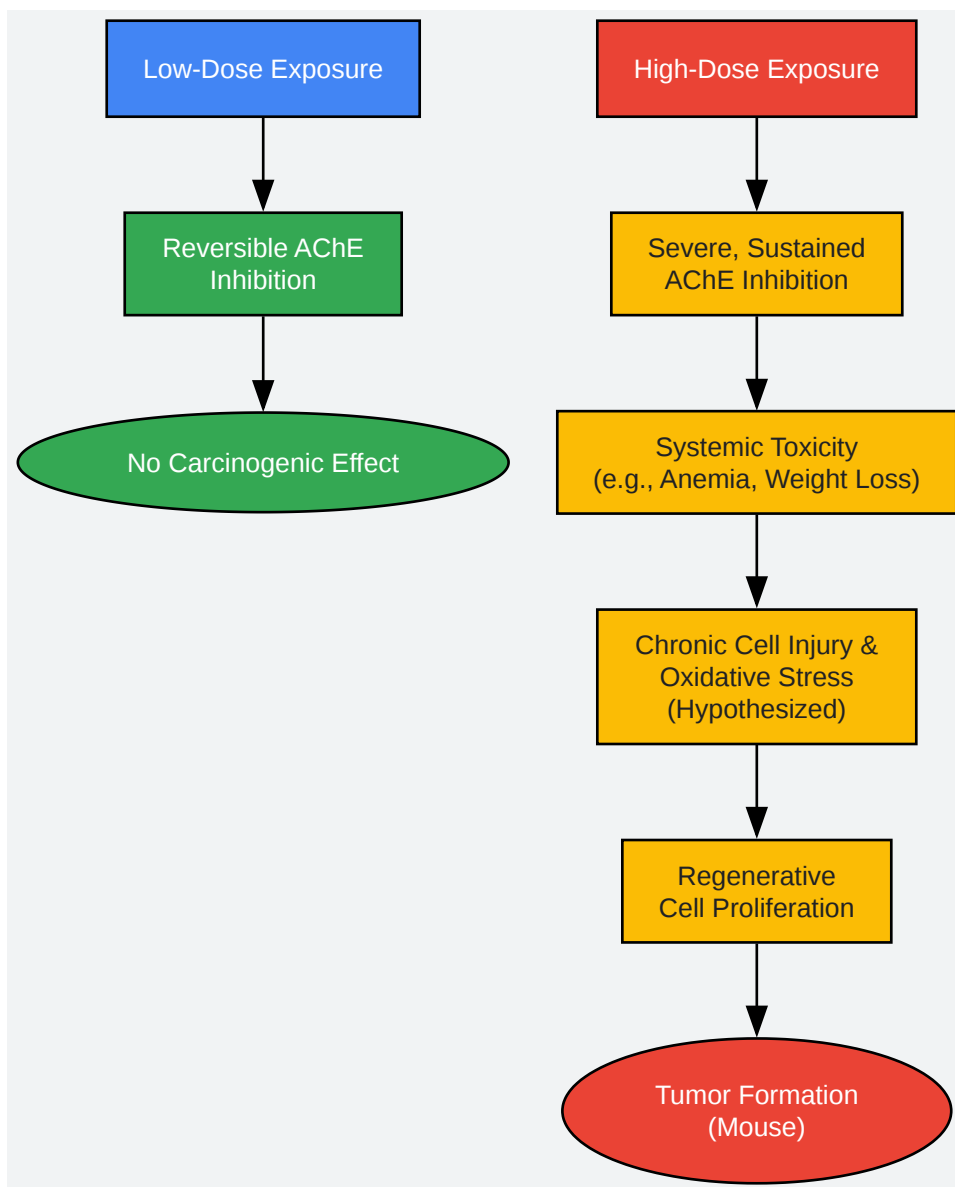 Low-Dose Exposure
Reversible AChE
Inhibition
No Carcinogenic Effect
High-Dose Exposure
Severe, Sustained
AChE Inhibition
Systemic Toxicity
(e.g., Anemia, Weight Loss)
Chronic Cell Injury &
Oxidative Stress
(Hypothesized)
Regenerative
Cell Proliferation
Tumor Formation
(Mouse)